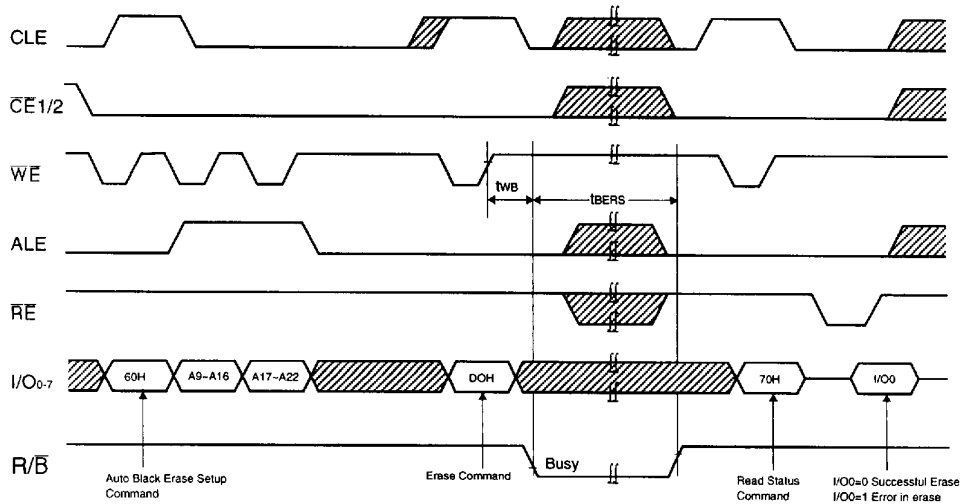 CLE
CE1/2
WE
tWB
tBERS
ALE
RE
I/O0-7
60H
A9~A16
A17~A22
DOH
70H
I/O0
R/B
Busy
Auto Black Erase Setup
Command
Erase Command
Read Status
Command
I/O0=0 Successful Erase
I/O0=1 Error in erase